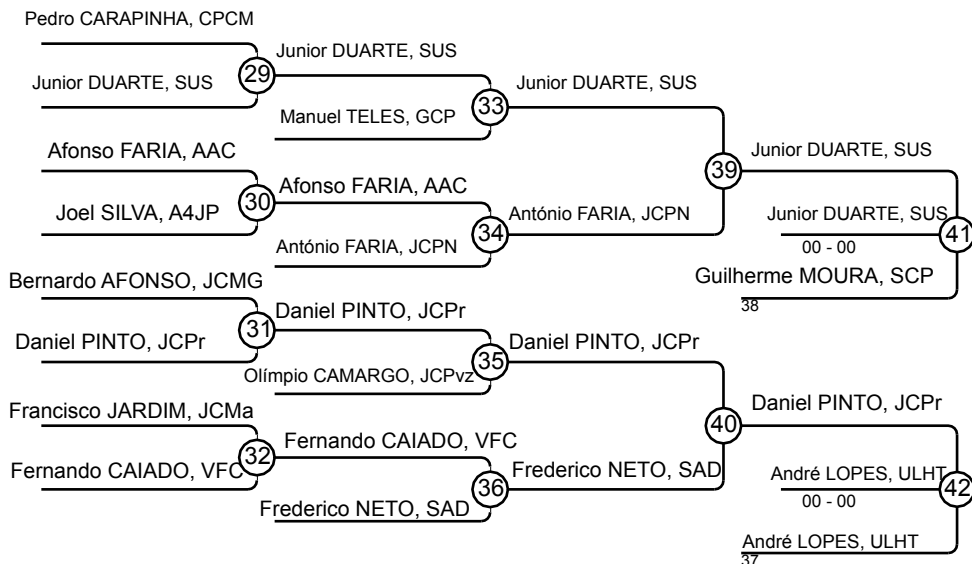 Pedro CARAPINHA, CPCM
Junior DUARTE, SUS
29
Junior DUARTE, SUS
Manuel TELES, GCP
33
Junior DUARTE, SUS
Afonso FARIA, AAC
Joel SILVA, A4JP
30
Afonso FARIA, AAC
António FARIA, JCPN
34
António FARIA, JCPN
39
Junior DUARTE, SUS
Junior DUARTE, SUS
00 - 00
41
Guilherme MOURA, SCP
38
Bernardo AFONSO, JCMG
Daniel PINTO, JCPr
31
Daniel PINTO, JCPr
Olímpio CAMARGO, JCPvz
35
Daniel PINTO, JCPr
Francisco JARDIM, JCMa
Fernando CAIADO, VFC
32
Fernando CAIADO, VFC
Frederico NETO, SAD
36
Frederico NETO, SAD
40
Daniel PINTO, JCPr
André LOPES, ULHT
00 - 00
42
André LOPES, ULHT
37